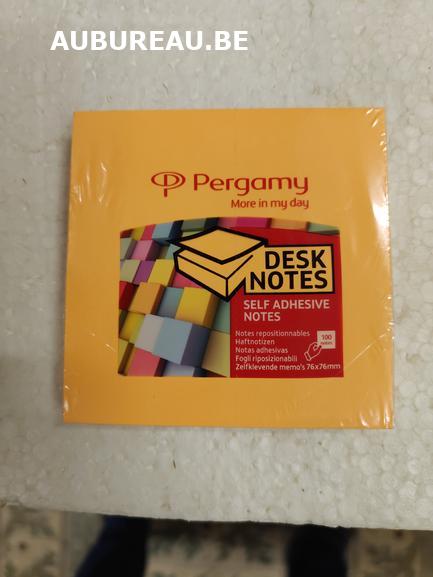 AUBUREAU.BE
Pergamy
More in my day
DESK
NOTES
SELF ADHESIVE
NOTES
Notes repositionnables
Haftnotizen
Notas adhesivas
Fogli riposizionabili
Zelfklevende memo's 76x76mm
100
notes